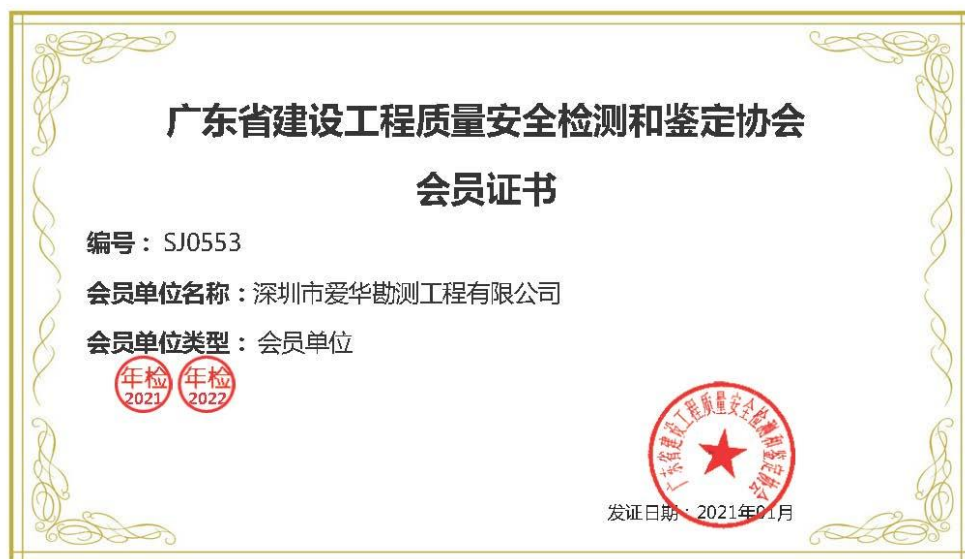 广东省建设工程质量安全检测和鉴定协会
会员证书
编号： SJ0553
会员单位名称：深圳市爱华勘测工程有限公司
会员单位类型： 会员单位
年检
2021
年检
2022
广东省建设工程质量安全检测和鉴定协会
发证日期：2021年01月